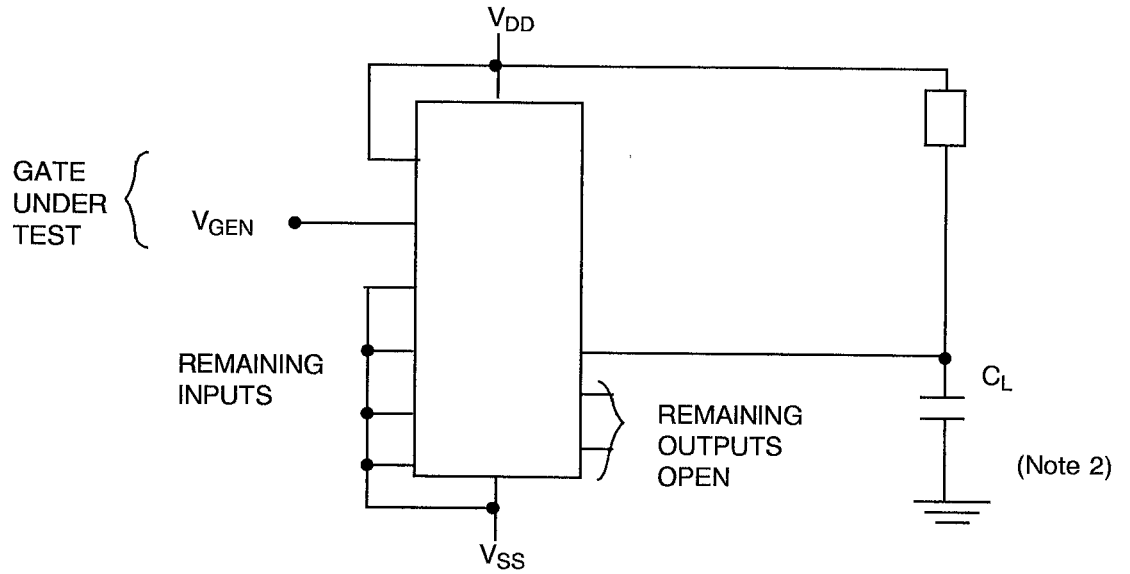 VDD
GATE
UNDER
TEST
VGEN
REMAINING
INPUTS
CL
REMAINING
OUTPUTS
OPEN
(Note 2)
VSS